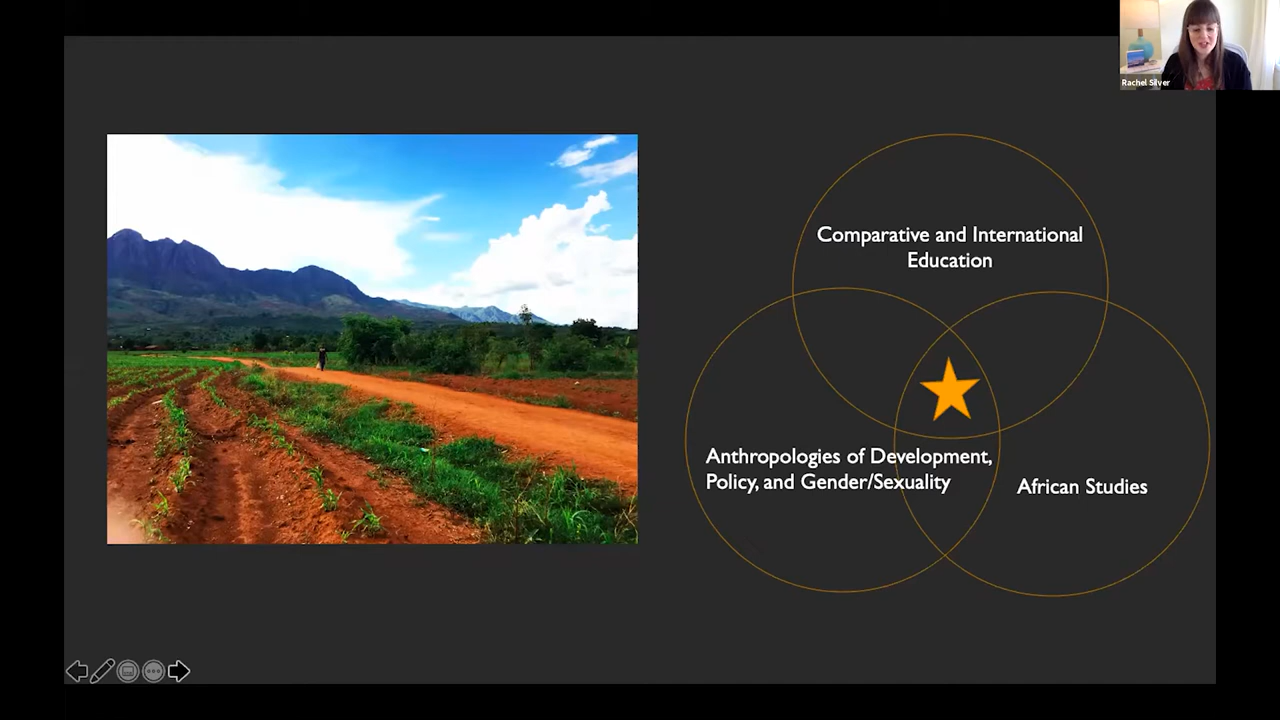 Rachel Silver
Comparative and International
Education
Anthropologies of Development,
Policy, and Gender/Sexuality
African Studies